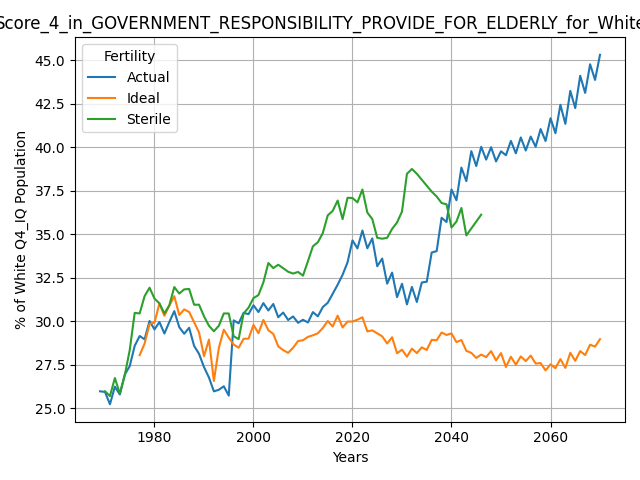 Score_4_in_GOVERNMENT_RESPONSIBILITY_PROVIDE_FOR_ELDERLY_for_White
Fertility
Actual
Ideal
Sterile
45.0
42.5
40.0
37.5
35.0
32.5
30.0
27.5
25.0
% of White Q4_IQ Population
1980
2000
2020
2040
2060
Years